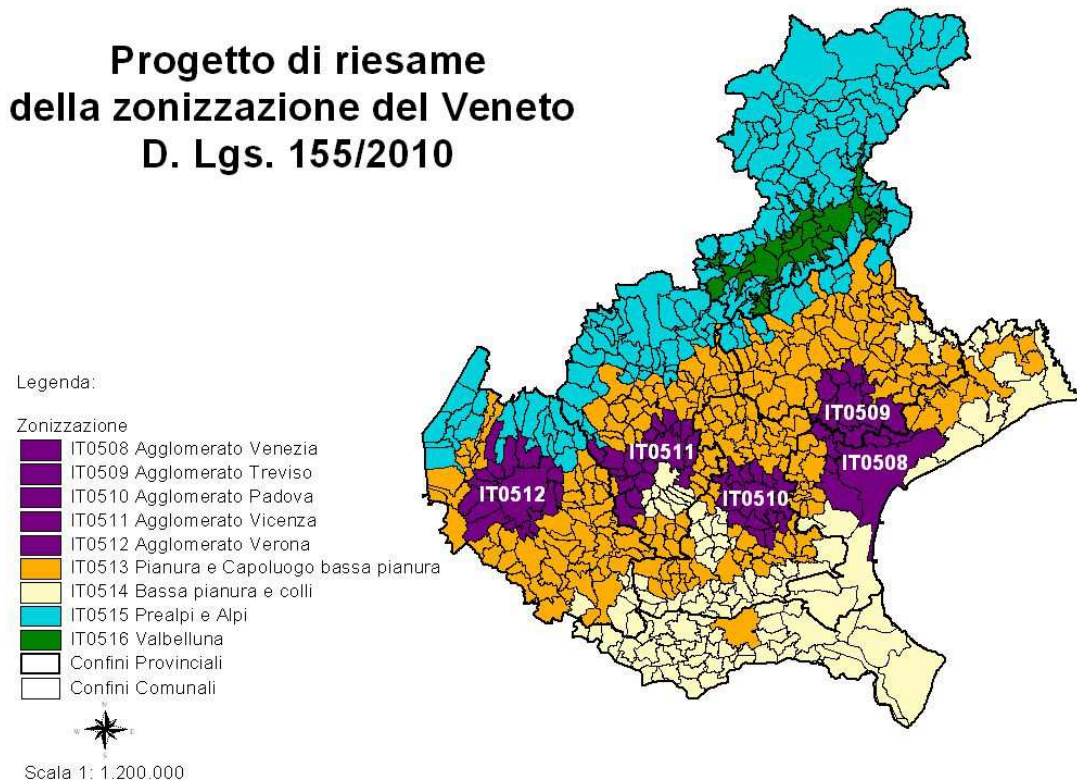 Progetto di riesame
della zonizzazione del Veneto
D. Lgs. 155/2010
Legenda:
Zonizzazione
IT0508 Agglomerato Venezia
IT0509 Agglomerato Treviso
IT0510 Agglomerato Padova
IT0511 Agglomerato Vicenza
IT0512 Agglomerato Verona
IT0513 Pianura e Capoluogo bassa pianura
IT0514 Bassa pianura e colli
IT0515 Prealpi e Alpi
IT0516 Valbelluna
Confini Provinciali
Confini Comunali
N
W E
S
Scala 1: 1.200.000
IT0509
IT0511
IT0508
IT0512
IT0510